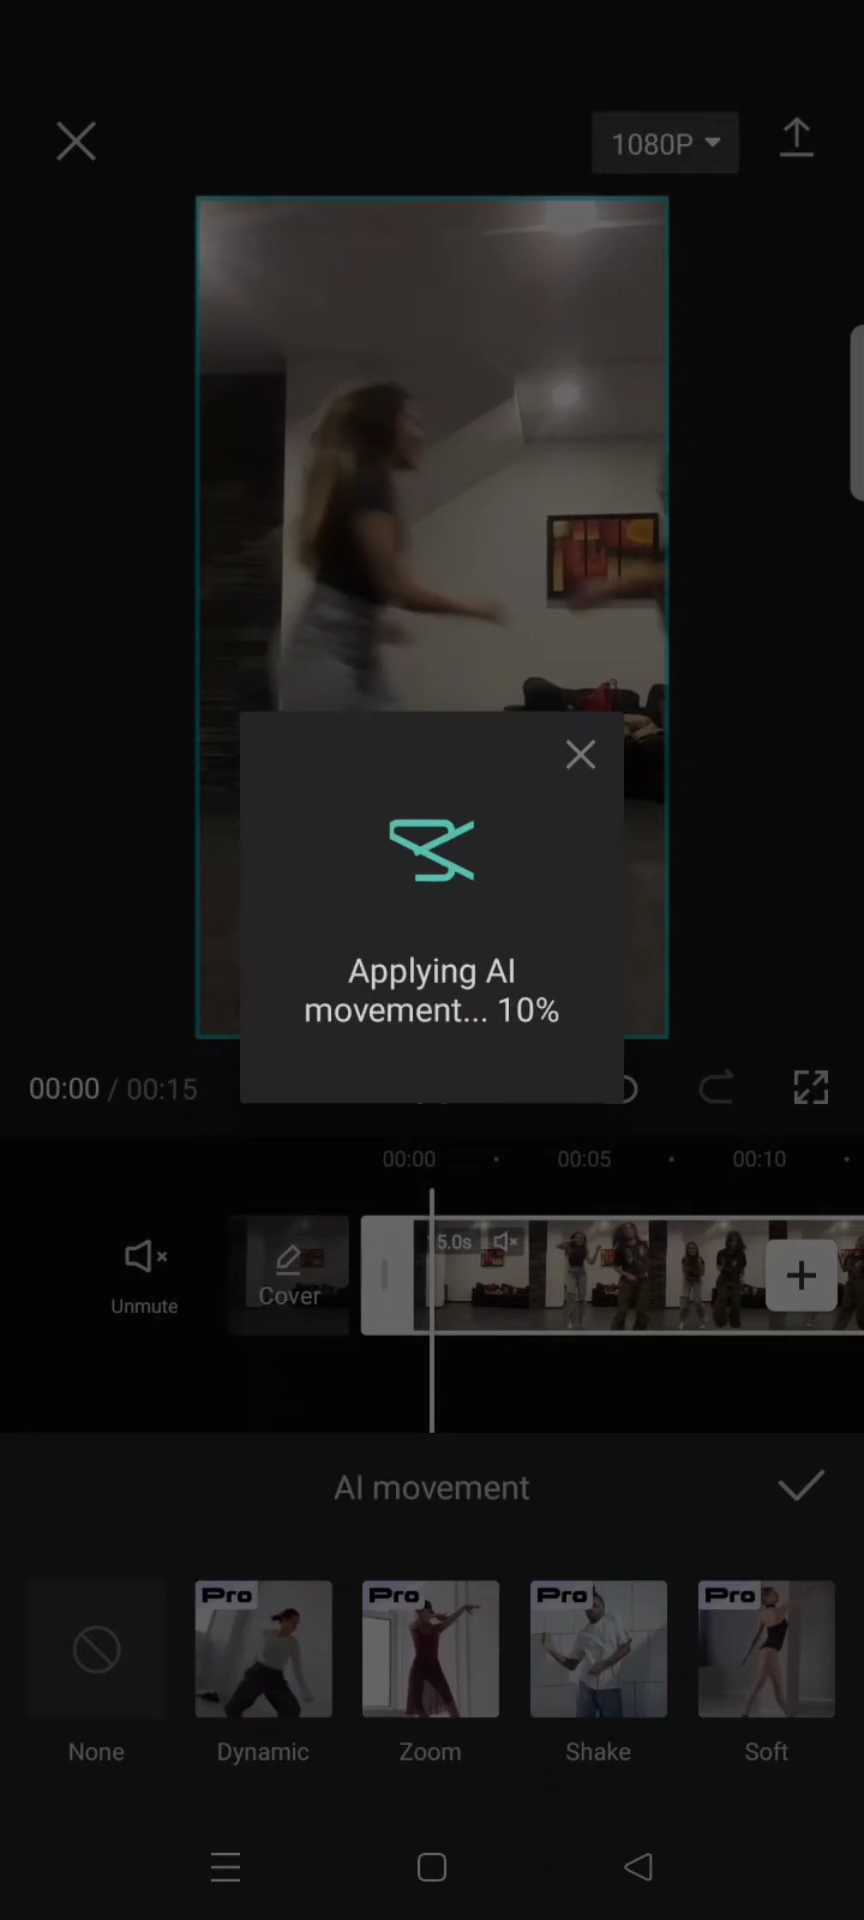 1080P
Applying AI
movement... 10%
00:00 / 00:15
00:00
00:05
00:10
5.0s
Unmute
Cover
AI movement
Pro
Pro
Pro
Pro
None
Dynamic
Zoom
Shake
Soft